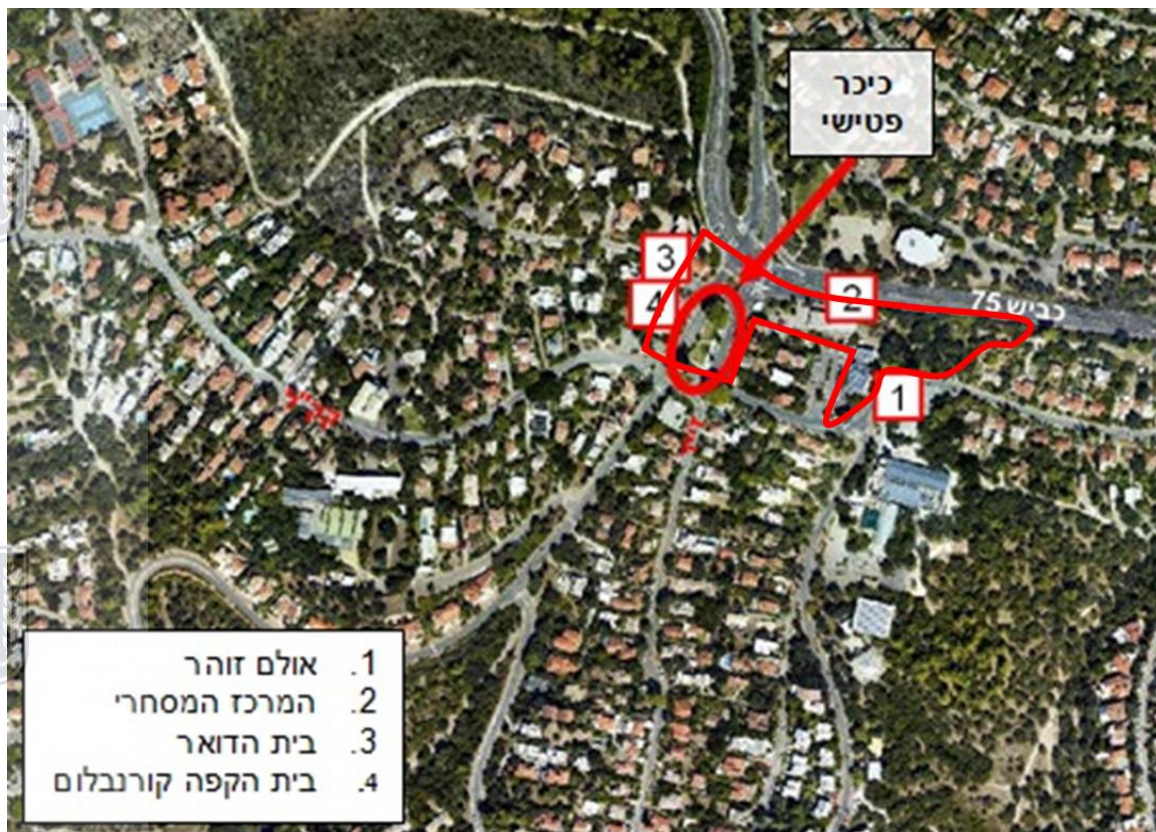 כיכר
פטישי
3
4
2
כביש 75
1
1. אולם זוהר
2. המרכז המסחרי
3. בית הדואר
4. בית הקפה קורנבלום